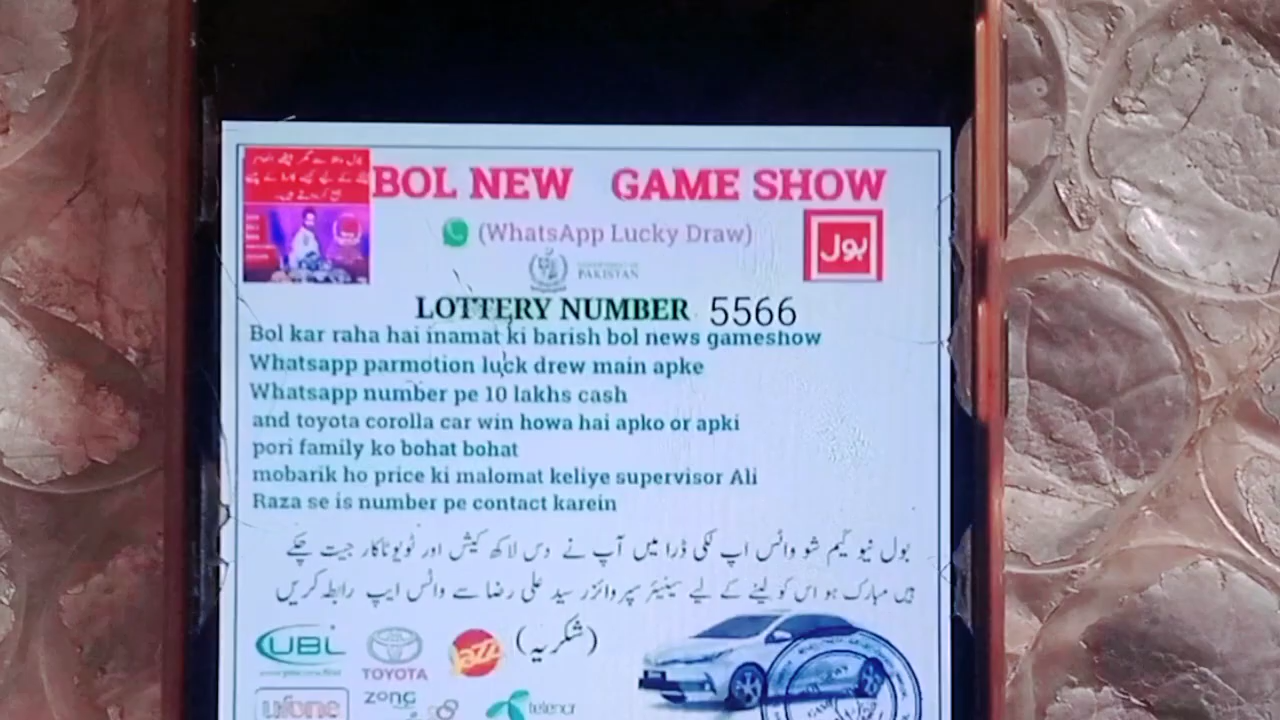 BOL NEW GAME SHOW
(WhatsApp Lucky Draw)
بول
PAKISTAN
LOTTERY NUMBER 5566
Bol kar raha hai inamat ki barish bol news gameshow
Whatsapp parmotion luck drew main apke
Whatsapp number pe 10 lakhs cash
and toyota corolla car win howa hai apko or apki
pori family ko bohat bohat
mobarik ho price ki malomat keliye supervisor Ali
Raza se is number pe contact karein
بول نیو گیم شو واٹس اپ لکی ڈرا میں آپ نے دس لاکھ کیش اور ٹویوٹا کار جیت چکے
ہیں مبارک ہو اس کو لینے کے لیے سینیئر سپروائزر سید علی رضا سے واٹس ایپ رابطہ کریں
(شکریہ)
UBL
TOYOTA
Jazz
ufone
zong
telenor